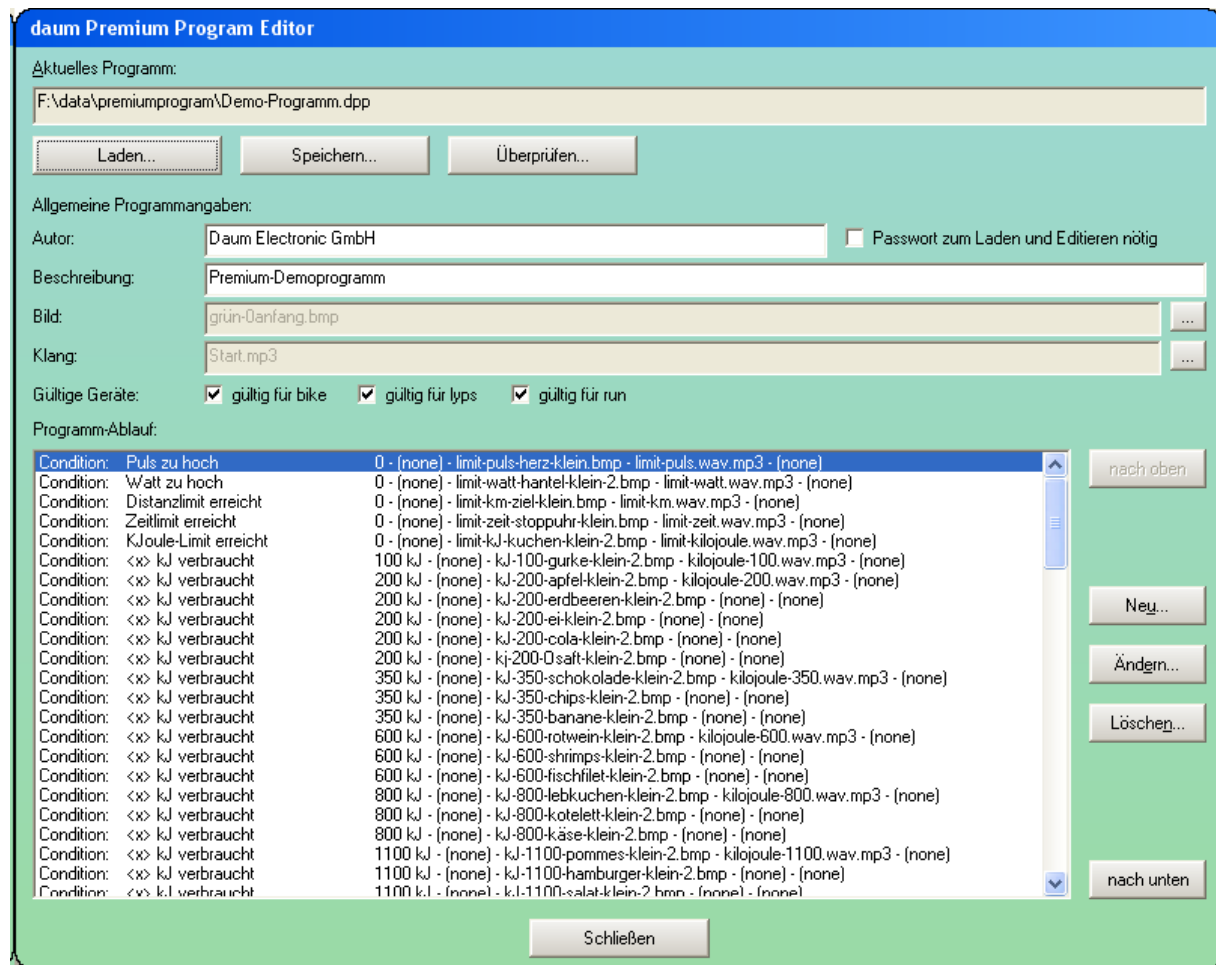 daum Premium Program Editor
Aktuelles Programm:
F:\data\premiumprogram\Demo-Programm.dpp
Laden... Speichern... Überprüfen...
Allgemeine Programmangaben:
Autor: Daum Electronic GmbH Passwort zum Laden und Editieren nötig
Beschreibung: Premium-Demoprogramm
Bild: grün-0anfang.bmp ...
Klang: Start.mp3 ...
Gültige Geräte: gültig für bike gültig für lyps gültig für run
Programm-Ablauf:
Condition: Puls zu hoch 0 - (none) - limit-puls-herz-klein.bmp - limit-puls.wav.mp3 - (none) nach oben
Condition: Watt zu hoch 0 - (none) - limit-watt-hantel-klein-2.bmp - limit-watt.wav.mp3 - (none)
Condition: Distanzlimit erreicht 0 - (none) - limit-km-ziel-klein.bmp - limit-km.wav.mp3 - (none)
Condition: Zeitlimit erreicht 0 - (none) - limit-zeit-stoppuhr-klein.bmp - limit-zeit.wav.mp3 - (none)
Condition: KJoule-Limit erreicht 0 - (none) - limit-kJ-kuchen-klein-2.bmp - limit-kilojoule.wav.mp3 - (none)
Condition: <x> kJ verbraucht 100 kJ - (none) - kJ-100-gurke-klein-2.bmp - kilojoule-100.wav.mp3 - (none)
Condition: <x> kJ verbraucht 200 kJ - (none) - kJ-200-apfel-klein-2.bmp - kilojoule-200.wav.mp3 - (none)
Condition: <x> kJ verbraucht 200 kJ - (none) - kJ-200-erdbeeren-klein-2.bmp - (none) - (none) Neu...
Condition: <x> kJ verbraucht 200 kJ - (none) - kJ-200-ei-klein-2.bmp - (none) - (none)
Condition: <x> kJ verbraucht 200 kJ - (none) - kJ-200-cola-klein-2.bmp - (none) - (none)
Condition: <x> kJ verbraucht 200 kJ - (none) - kj-200-Osaft-klein-2.bmp - (none) - (none) Ändern...
Condition: <x> kJ verbraucht 350 kJ - (none) - kJ-350-schokolade-klein-2.bmp - kilojoule-350.wav.mp3 - (none)
Condition: <x> kJ verbraucht 350 kJ - (none) - kJ-350-chips-klein-2.bmp - (none) - (none)
Condition: <x> kJ verbraucht 350 kJ - (none) - kJ-350-banane-klein-2.bmp - (none) - (none) Löschen...
Condition: <x> kJ verbraucht 600 kJ - (none) - kJ-600-rotwein-klein-2.bmp - kilojoule-600.wav.mp3 - (none)
Condition: <x> kJ verbraucht 600 kJ - (none) - kJ-600-shrimps-klein-2.bmp - (none) - (none)
Condition: <x> kJ verbraucht 600 kJ - (none) - kJ-600-fischfilet-klein-2.bmp - (none) - (none)
Condition: <x> kJ verbraucht 800 kJ - (none) - kJ-800-lebkuchen-klein-2.bmp - kilojoule-800.wav.mp3 - (none)
Condition: <x> kJ verbraucht 800 kJ - (none) - kJ-800-kotelett-klein-2.bmp - (none) - (none)
Condition: <x> kJ verbraucht 800 kJ - (none) - kJ-800-käse-klein-2.bmp - (none) - (none)
Condition: <x> kJ verbraucht 1100 kJ - (none) - kJ-1100-pommes-klein-2.bmp - kilojoule-1100.wav.mp3 - (none)
Condition: <x> kJ verbraucht 1100 kJ - (none) - kJ-1100-hamburger-klein-2.bmp - (none) - (none) nach unten
Condition: <x> kJ verbraucht 1100 kJ - (none) - kJ-1100-salat-klein-2.bmp - (none) - (none)
Schließen